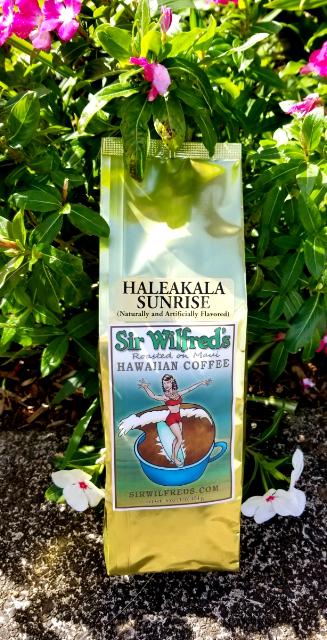 HALEAKALA
SUNRISE
(Naturally and Artificially Flavored)
Sir Wilfred's
Roasted on Maui
HAWAIIAN COFFEE
SIRWILFREDS.COM